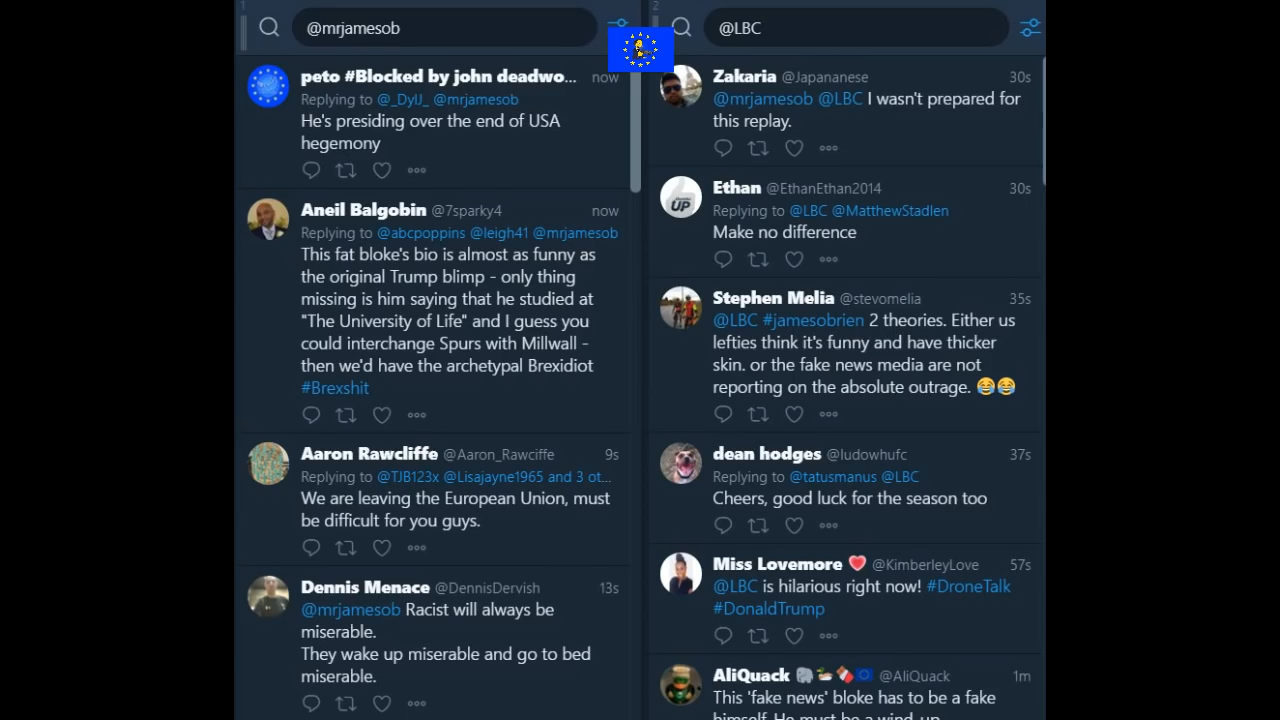 1
@mrjamesob
peto #Blocked by john deadwo... now
Replying to @_DylJ_ @mrjamesob
He's presiding over the end of USA
hegemony
Aneil Balgobin @7sparky4 now
Replying to @abcpoppins @leigh41 @mrjamesob
This fat bloke's bio is almost as funny as
the original Trump blimp - only thing
missing is him saying that he studied at
"The University of Life" and I guess you
could interchange Spurs with Millwall -
then we'd have the archetypal Brexidiot
#Brexshit
Aaron Rawcliffe @Aaron_Rawcliffe 9s
Replying to @TJB123x @Lisajayne1965 and 3 ot...
We are leaving the European Union, must
be difficult for you guys.
Dennis Menace @DennisDervish 13s
@mrjamesob Racist will always be
miserable.
They wake up miserable and go to bed
miserable.
2
@LBC
Zakaria @Japananese 30s
@mrjamesob @LBC I wasn't prepared for
this replay.
Ethan @EthanEthan2014 30s
UP
Replying to @LBC @MatthewStadlen
Make no difference
Stephen Melia @stevomelia 35s
@LBC #jamesobrien 2 theories. Either us
lefties think it's funny and have thicker
skin. or the fake news media are not
reporting on the absolute outrage. 😂😂
dean hodges @ludowhufc 37s
Replying to @tatusmanus @LBC
Cheers, good luck for the season too
Miss Lovemore ❤️ @KimberleyLove 57s
@LBC is hilarious right now! #DroneTalk
#DonaldTrump
AliQuack 🐘🦆🍫🇪🇺 @AliQuack 1m
This 'fake news' bloke has to be a fake
himself. He must be a wind-up